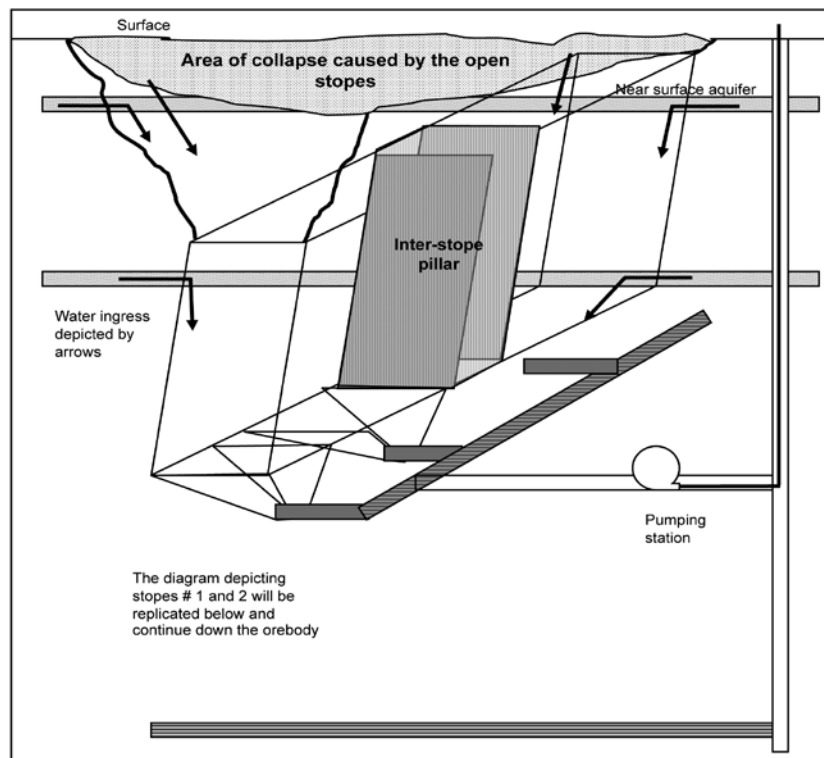 Surface
Area of collapse caused by the open
stopes
Near surface aquifer
Inter-stope
pillar
Water ingress
depicted by
arrows
Pumping
station
The diagram depicting
stopes # 1 and 2 will be
replicated below and
continue down the orebody